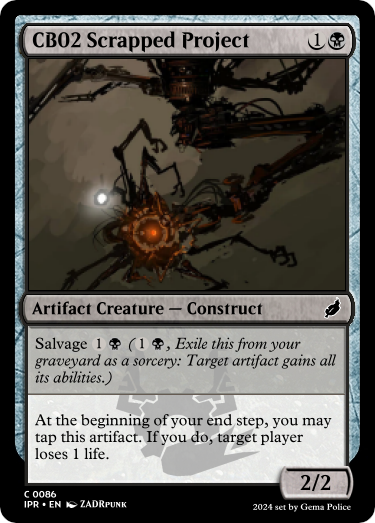 CB02 Scrapped Project 1
Artifact Creature — Construct
Salvage 1 ( 1 , Exile this from your
graveyard as a sorcery: Target artifact gains all
its abilities.)
At the beginning of your end step, you may
tap this artifact. If you do, target player
loses 1 life.
2/2
C 0086
IPR • EN ZADRpunk
2024 set by Gema Police